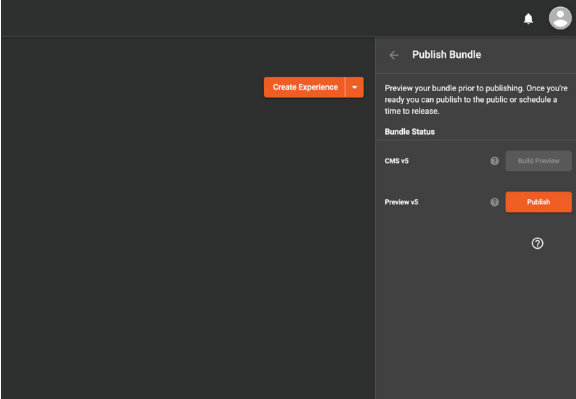 Publish Bundle
Create Experience
Preview your bundle prior to publishing. Once you're
ready you can publish to the public or schedule a
time to release.
Bundle Status
CMS v5
Build Preview
Preview v5
Publish